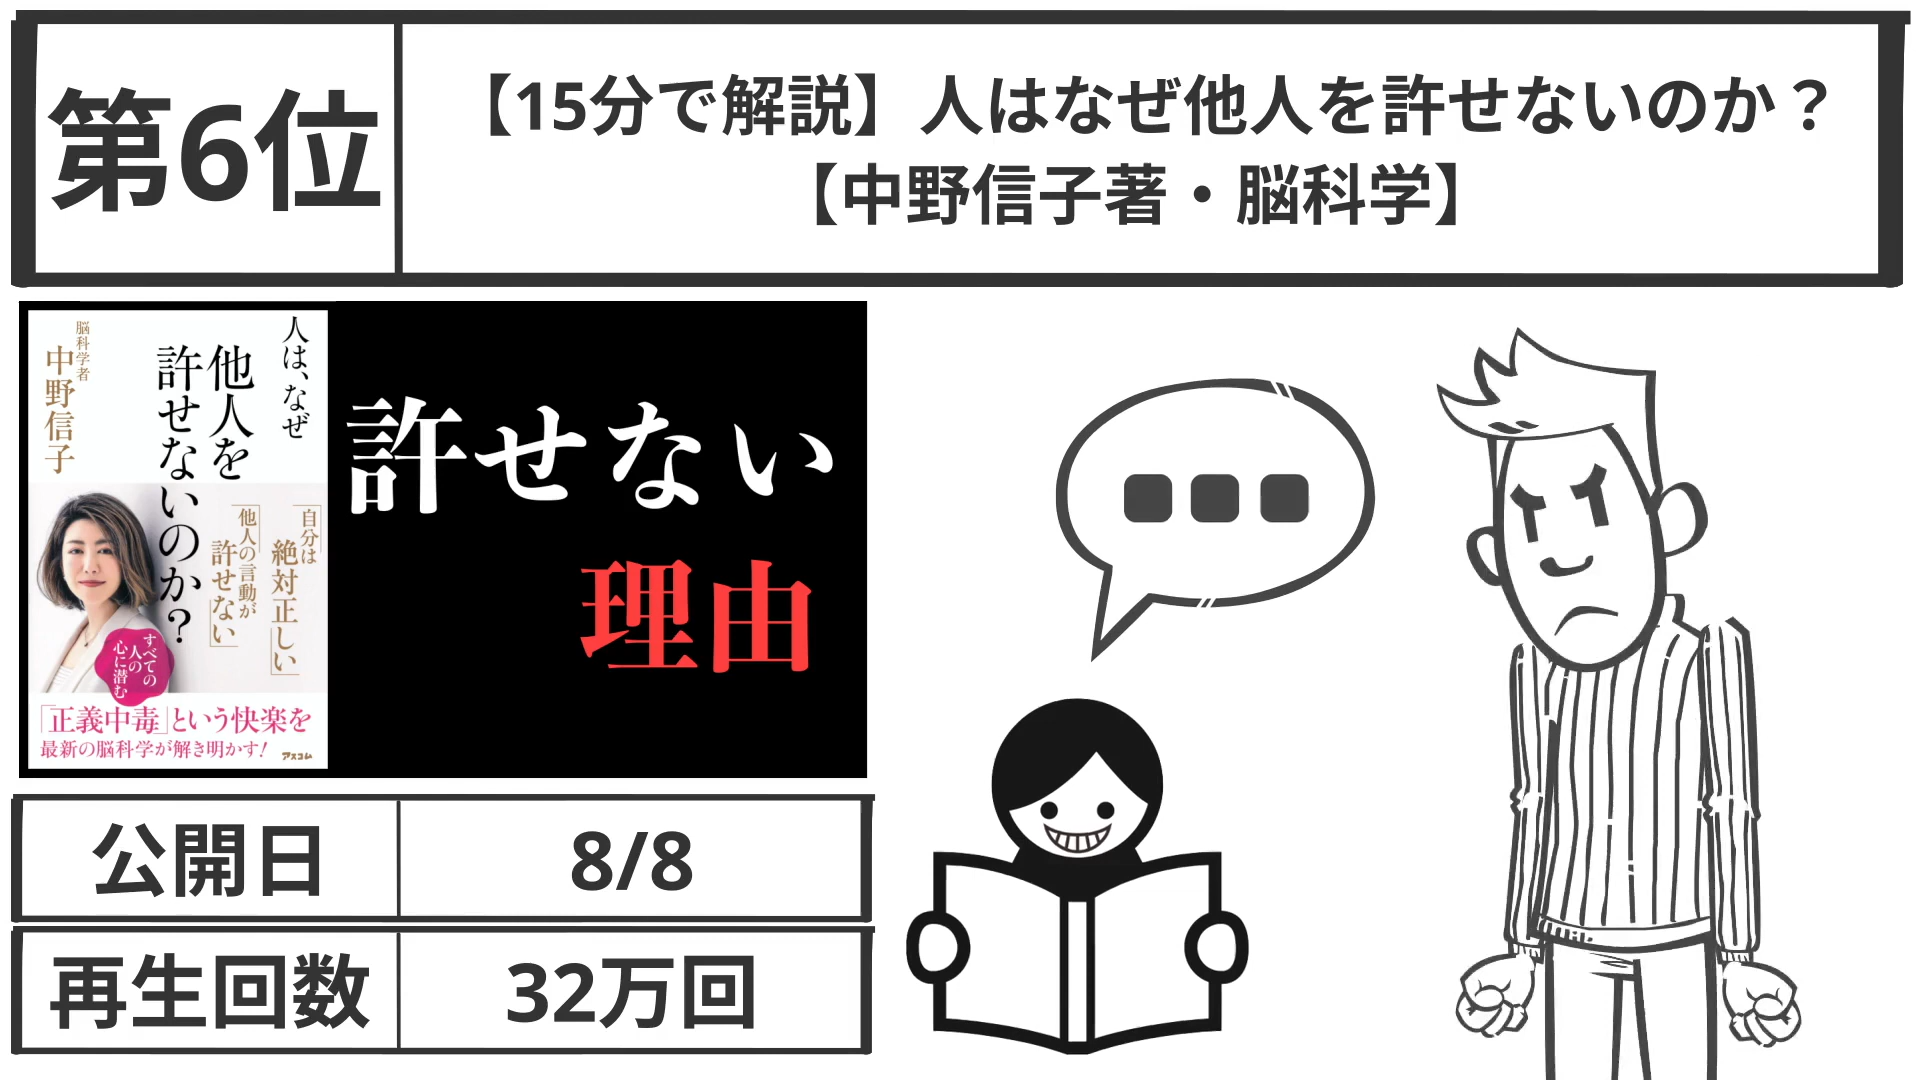 第6位
【15分で解説】人はなぜ他人を許せないのか？
【中野信子著・脳科学】
人は、なぜ
他人を
許せないのか？
脳科学者
中野信子
「自分は
絶対正しい」
「他人の言動が
許せない」
すべての
人の
心に潜む
「正義中毒」という快楽を
最新の脳科学が解き明かす!
アスコム
許せない
理由
公開日
8/8
再生回数
32万回